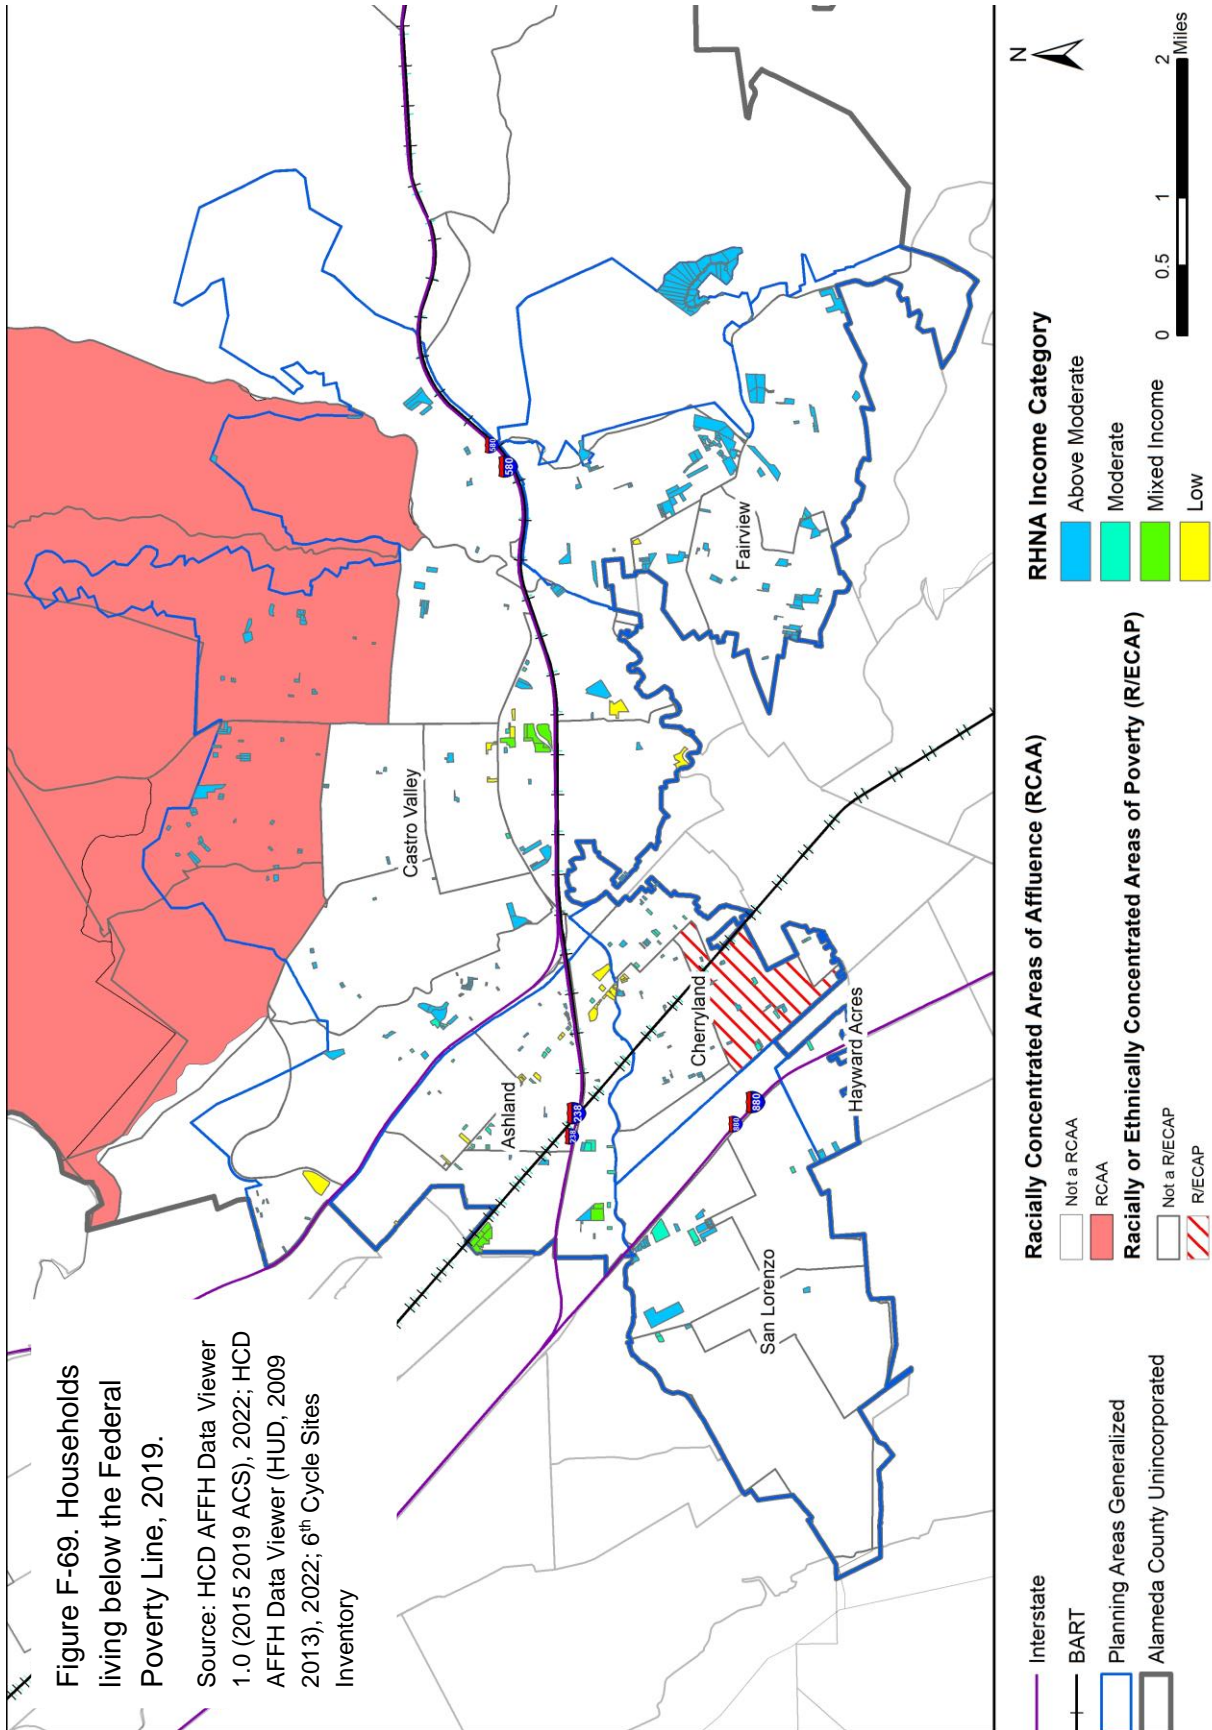 Figure F-69. Households
living below the Federal
Poverty Line, 2019.
Source: HCD AFFH Data Viewer
1.0 (2015 2019 ACS), 2022; HCD
AFFH Data Viewer (HUD, 2009
2013), 2022; 6th Cycle Sites
Inventory
Castro Valley
580
580
Ashland
238
238
Cherryland
Fairview
880
880
Hayward Acres
San Lorenzo
Interstate
BART
Planning Areas Generalized
Alameda County Unincorporated
Racially Concentrated Areas of Affluence (RCAA)
Not a RCAA
RCAA
Racially or Ethnically Concentrated Areas of Poverty (R/ECAP)
Not a R/ECAP
R/ECAP
RHNA Income Category
Above Moderate
Moderate
Mixed Income
Low
N
0 0.5 1 2
Miles